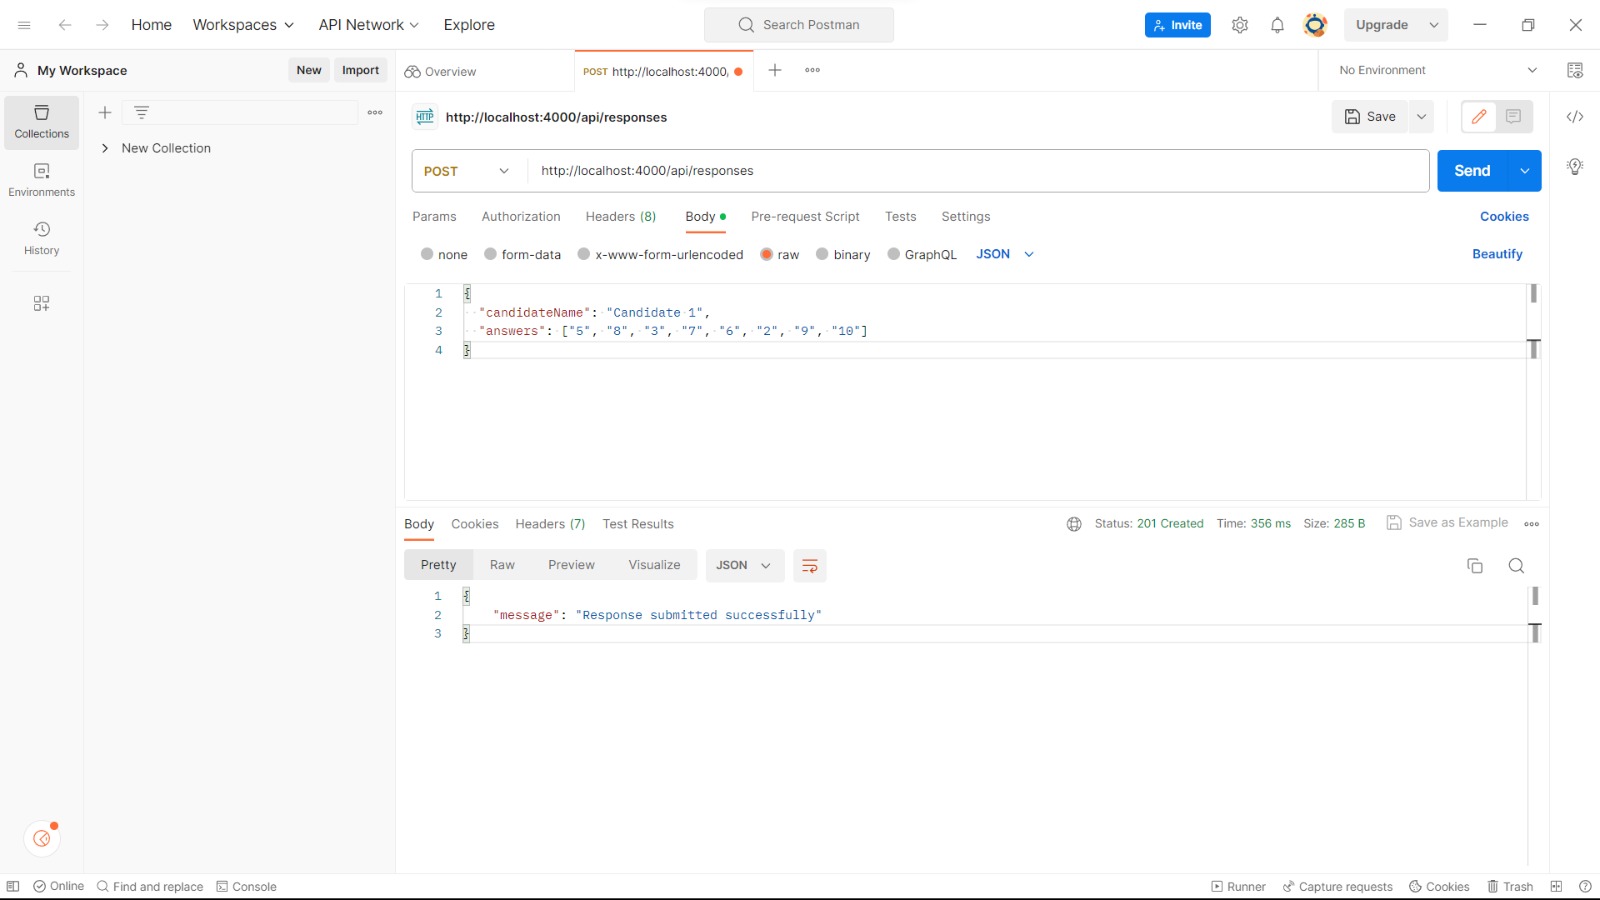 Home Workspaces API Network Explore Search Postman Invite Upgrade
My Workspace New Import Overview POST http://localhost:4000, No Environment
Collections
New Collection
Environments
History
HTTP http://localhost:4000/api/responses Save
POST http://localhost:4000/api/responses Send
Params Authorization Headers (8) Body Pre-request Script Tests Settings Cookies
none form-data x-www-form-urlencoded raw binary GraphQL JSON Beautify
1 {
2 "candidateName": "Candidate 1",
3 "answers": ["5", "8", "3", "7", "6", "2", "9", "10"]
4 }
Body Cookies Headers (7) Test Results Status: 201 Created Time: 356 ms Size: 285 B Save as Example
Pretty Raw Preview Visualize JSON
1 {
2 "message": "Response submitted successfully"
3 }
Online Find and replace Console Runner Capture requests Cookies Trash